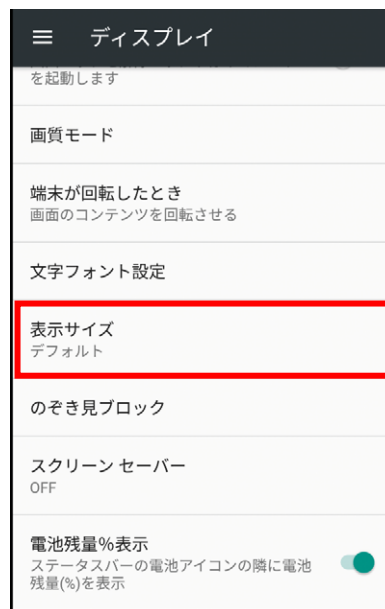 ディスプレイ
を起動します
画質モード
端末が回転したとき
画面のコンテンツを回転させる
文字フォント設定
表示サイズ
デフォルト
のぞき見ブロック
スクリーン セーバー
OFF
電池残量%表示
ステータスバーの電池アイコンの隣に電池
残量(%)を表示